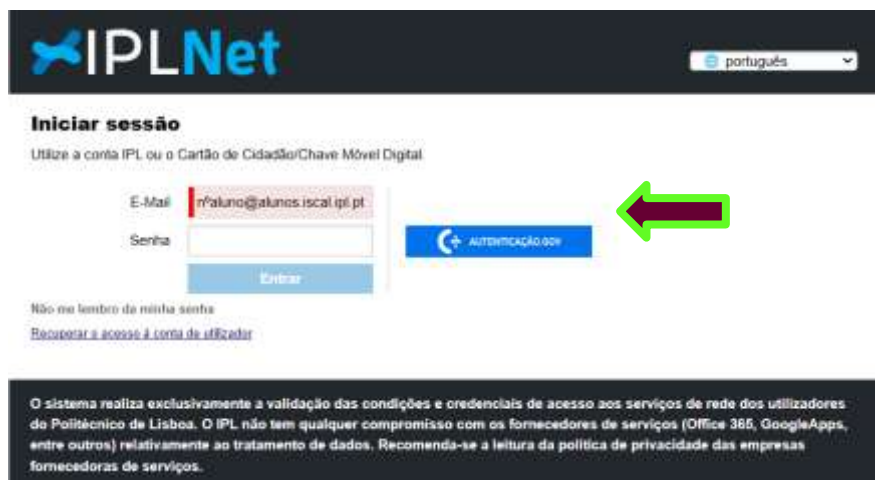 IPLNet
português
Iniciar sessão
Utilize a conta IPL ou o Cartão de Cidadão/Chave Móvel Digital
E-Mail
nºaluno@alunos.iscal.ipl.pt
Senha
AUTENTICAÇÃO.GOV
Entrar
Não me lembro da minha senha
Recuperar o acesso à conta de utilizador
O sistema realiza exclusivamente a validação das condições e credenciais de acesso aos serviços de rede dos utilizadores
do Politécnico de Lisboa. O IPL não tem qualquer compromisso com os fornecedores de serviços (Office 365, GoogleApps,
entre outros) relativamente ao tratamento de dados. Recomenda-se a leitura da política de privacidade das empresas
fornecedoras de serviços.